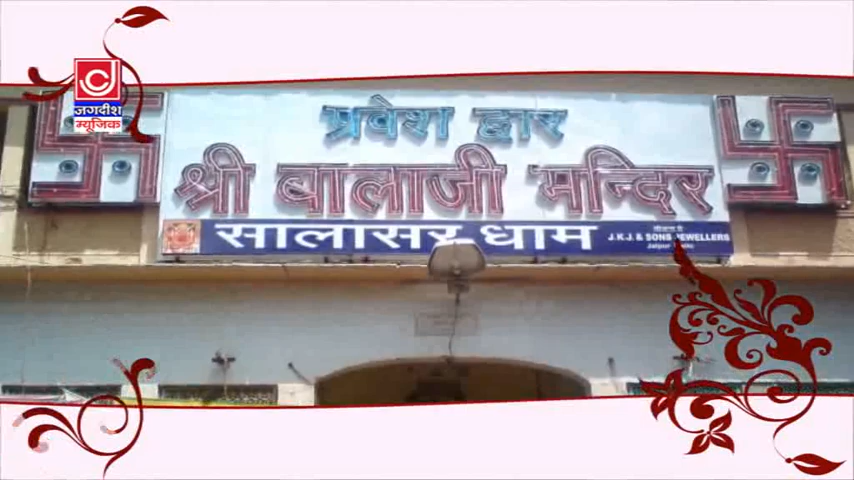 जगदीश
म्यूजिक
प्रवेश द्वार
श्री बालाजी मन्दिर
सालासर धाम
J.K.J & SONS JEWELLERS